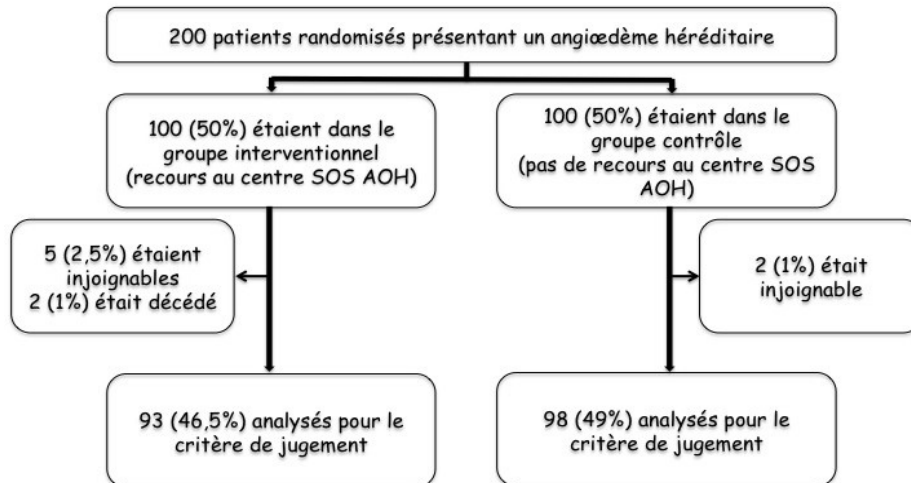 200 patients randomisés présentant un angiœdème héréditaire
100 (50%) étaient dans le
groupe interventionnel
(recours au centre SOS AOH)
100 (50%) étaient dans le
groupe contrôle
(pas de recours au centre SOS
AOH)
5 (2,5%) étaient
injoignables
2 (1%) était décédé
2 (1%) était
injoignable
93 (46,5%) analysés pour le
critère de jugement
98 (49%) analysés pour le
critère de jugement